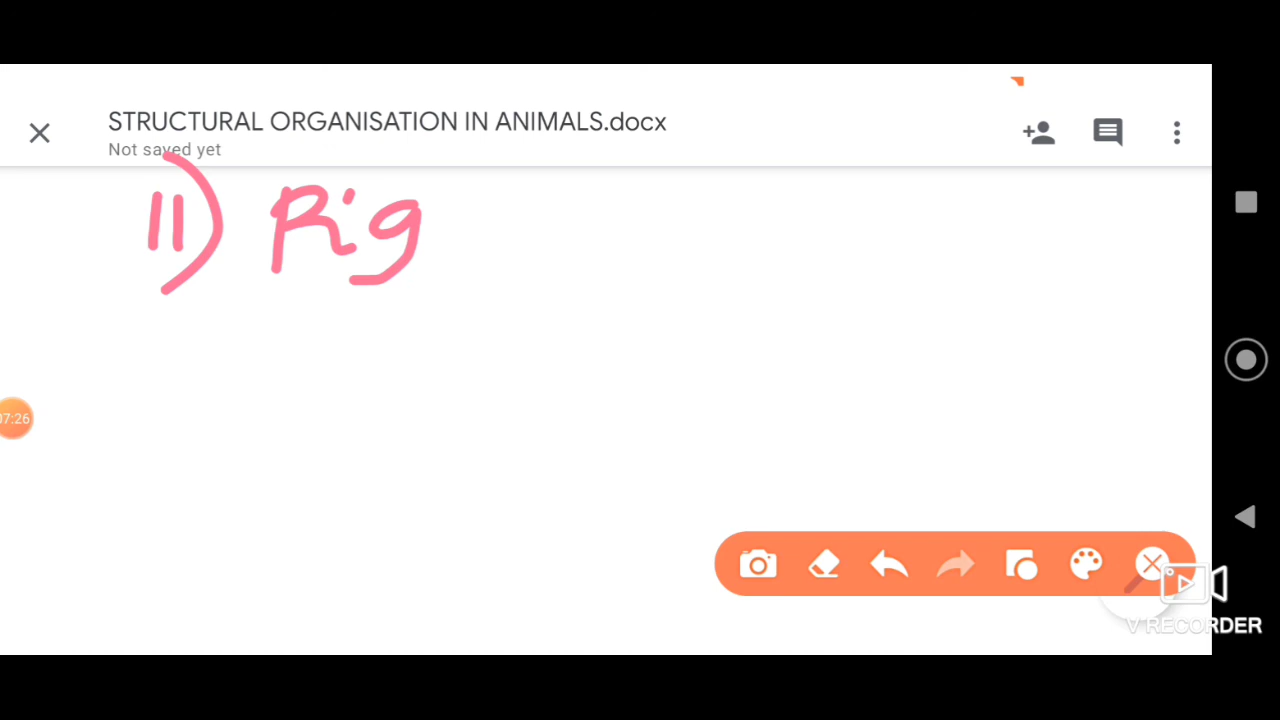 STRUCTURAL ORGANISATION IN ANIMALS.docx
Not saved yet
11) Rig
07:26
V RECORDER